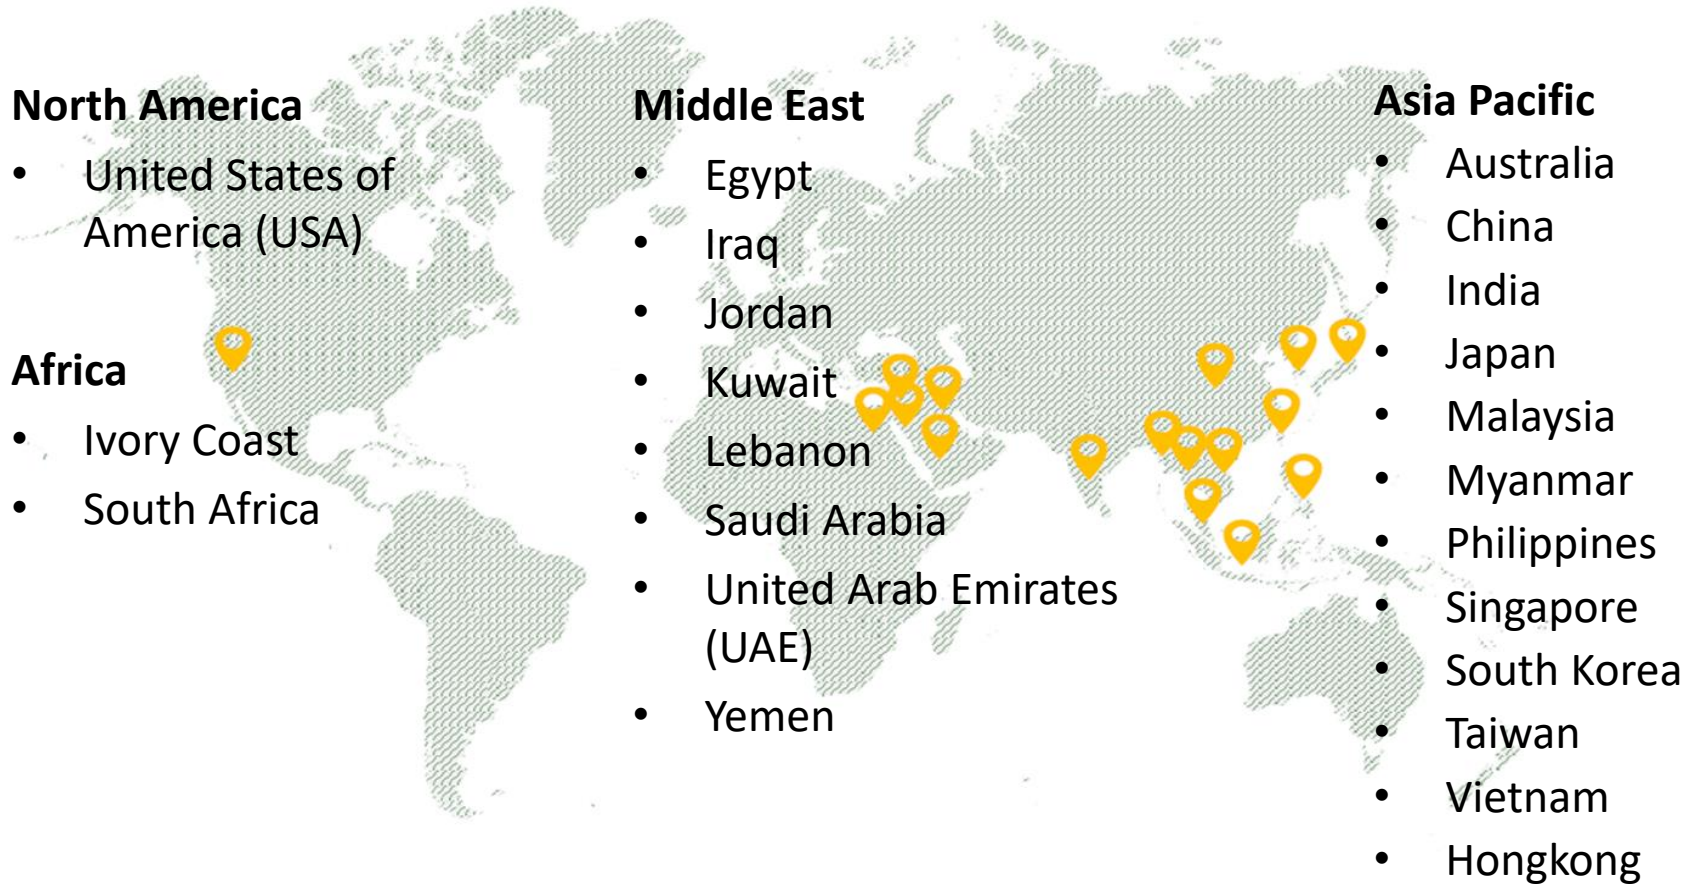 North America
• United States of
America (USA)
Africa
• Ivory Coast
• South Africa
Middle East
• Egypt
• Iraq
• Jordan
• Kuwait
• Lebanon
• Saudi Arabia
• United Arab Emirates
(UAE)
• Yemen
Asia Pacific
• Australia
• China
• India
• Japan
• Malaysia
• Myanmar
• Philippines
• Singapore
• South Korea
• Taiwan
• Vietnam
• Hongkong